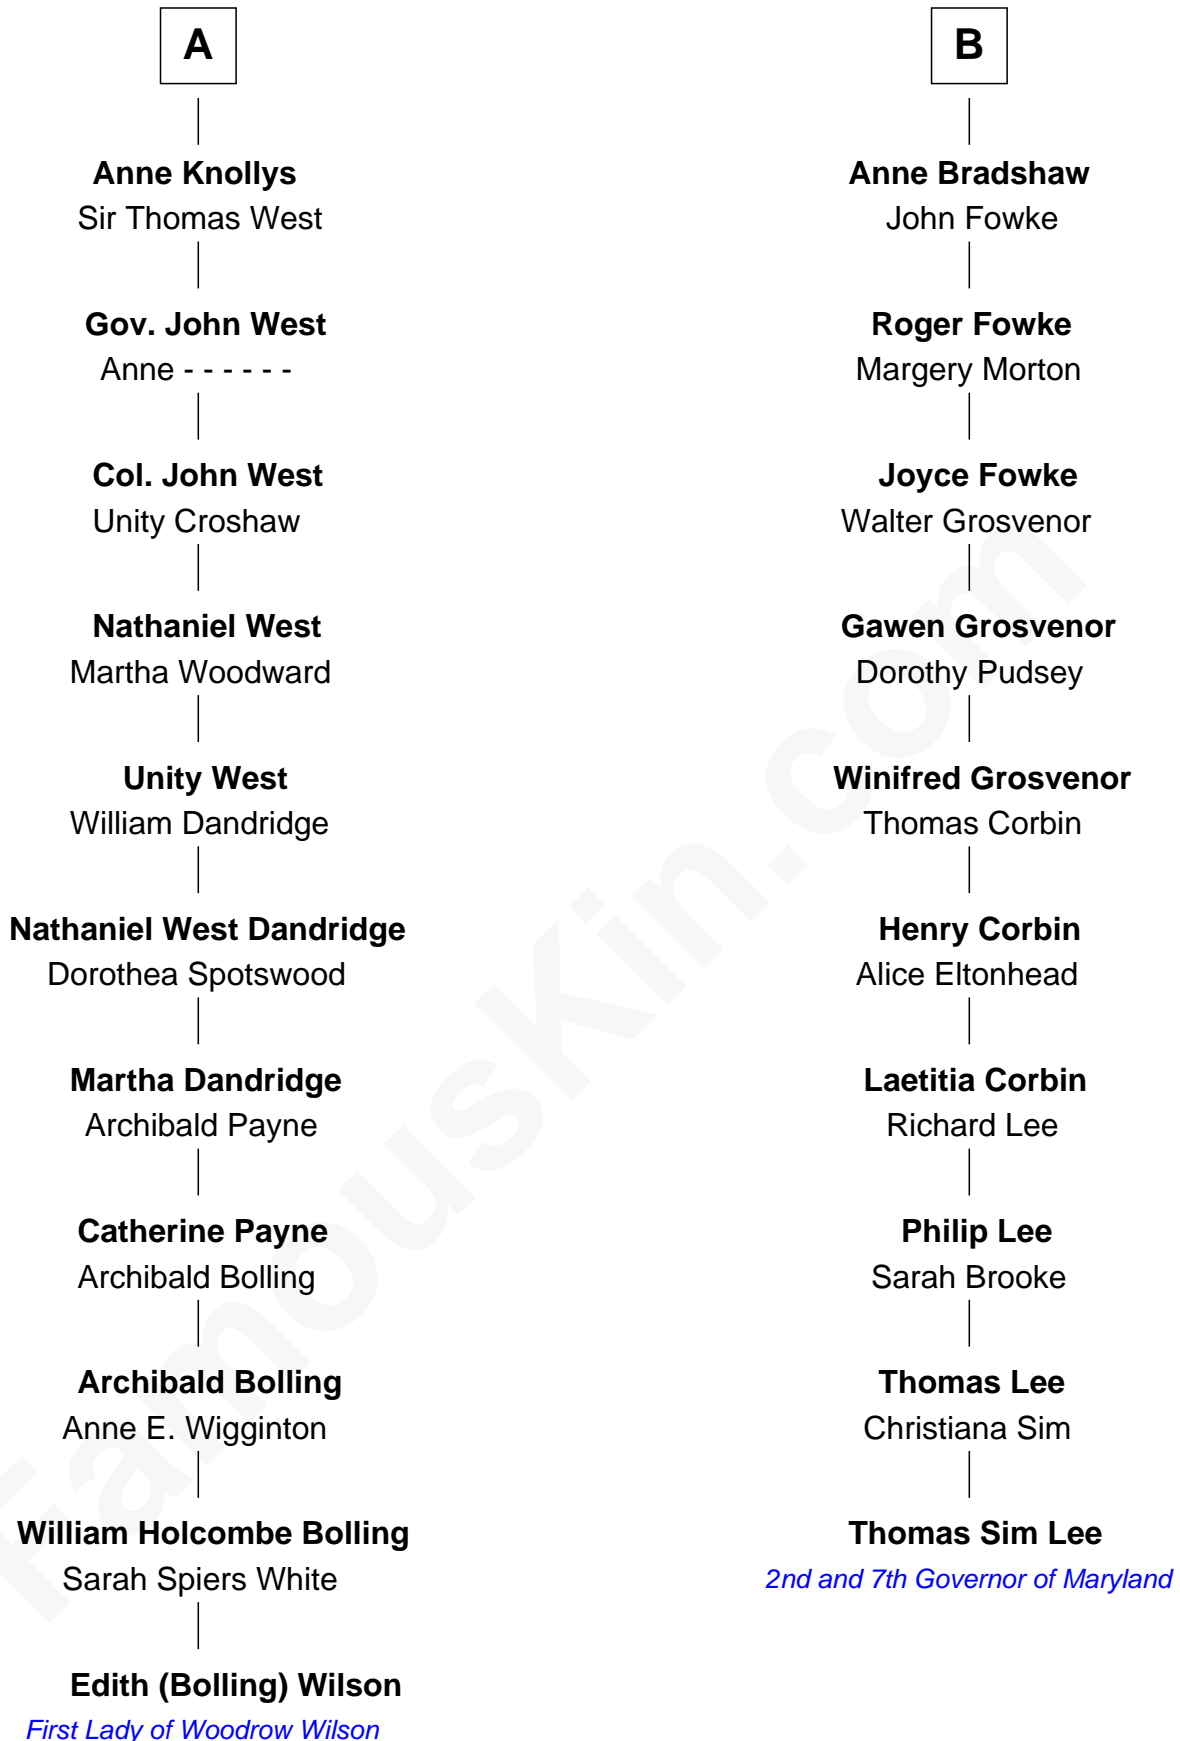 A
Anne Knollys
Sir Thomas West
Gov. John West
Anne - - - - - -
Col. John West
Unity Croshaw
Nathaniel West
Martha Woodward
Unity West
William Dandridge
Nathaniel West Dandridge
Dorothea Spotswood
Martha Dandridge
Archibald Payne
Catherine Payne
Archibald Bolling
Archibald Bolling
Anne E. Wigginton
William Holcombe Bolling
Sarah Spiers White
Edith (Bolling) Wilson
First Lady of Woodrow Wilson
B
Anne Bradshaw
John Fowke
Roger Fowke
Margery Morton
Joyce Fowke
Walter Grosvenor
Gawen Grosvenor
Dorothy Pudsey
Winifred Grosvenor
Thomas Corbin
Henry Corbin
Alice Eltonhead
Laetitia Corbin
Richard Lee
Philip Lee
Sarah Brooke
Thomas Lee
Christiana Sim
Thomas Sim Lee
2nd and 7th Governor of Maryland
FamousKin.com